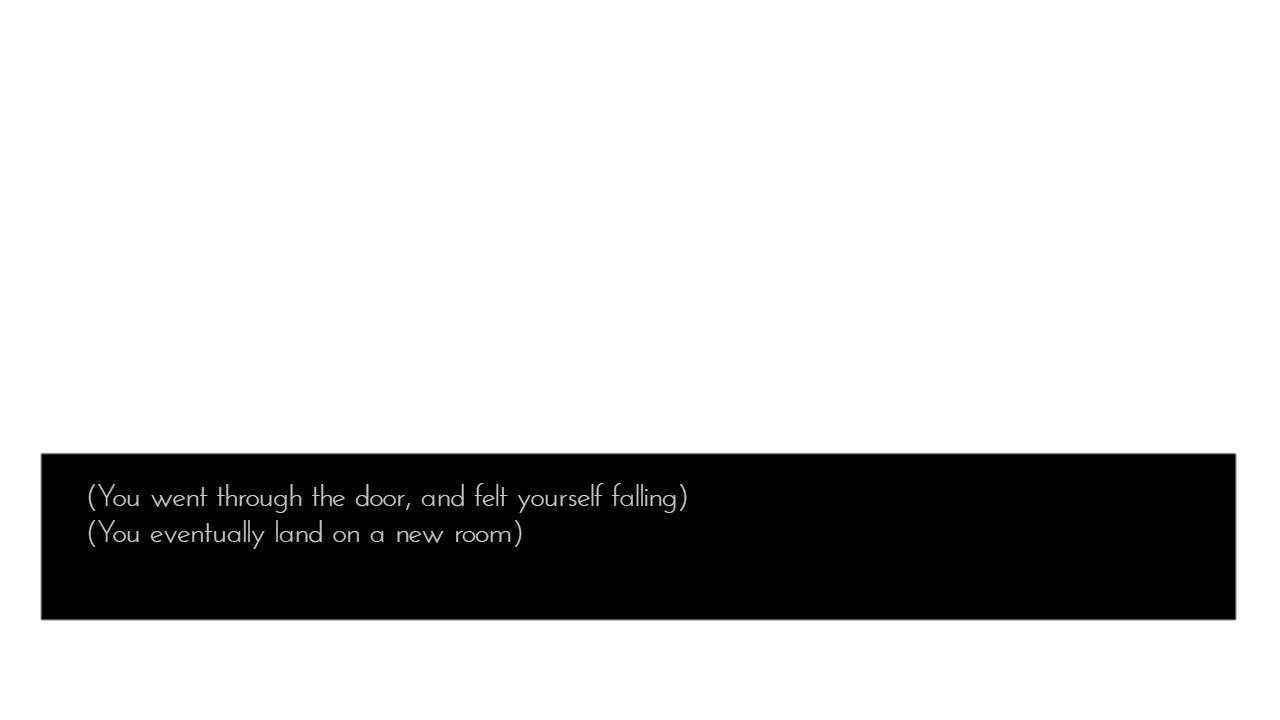 (You went through the door, and felt yourself falling)
(You eventually land on a new room)